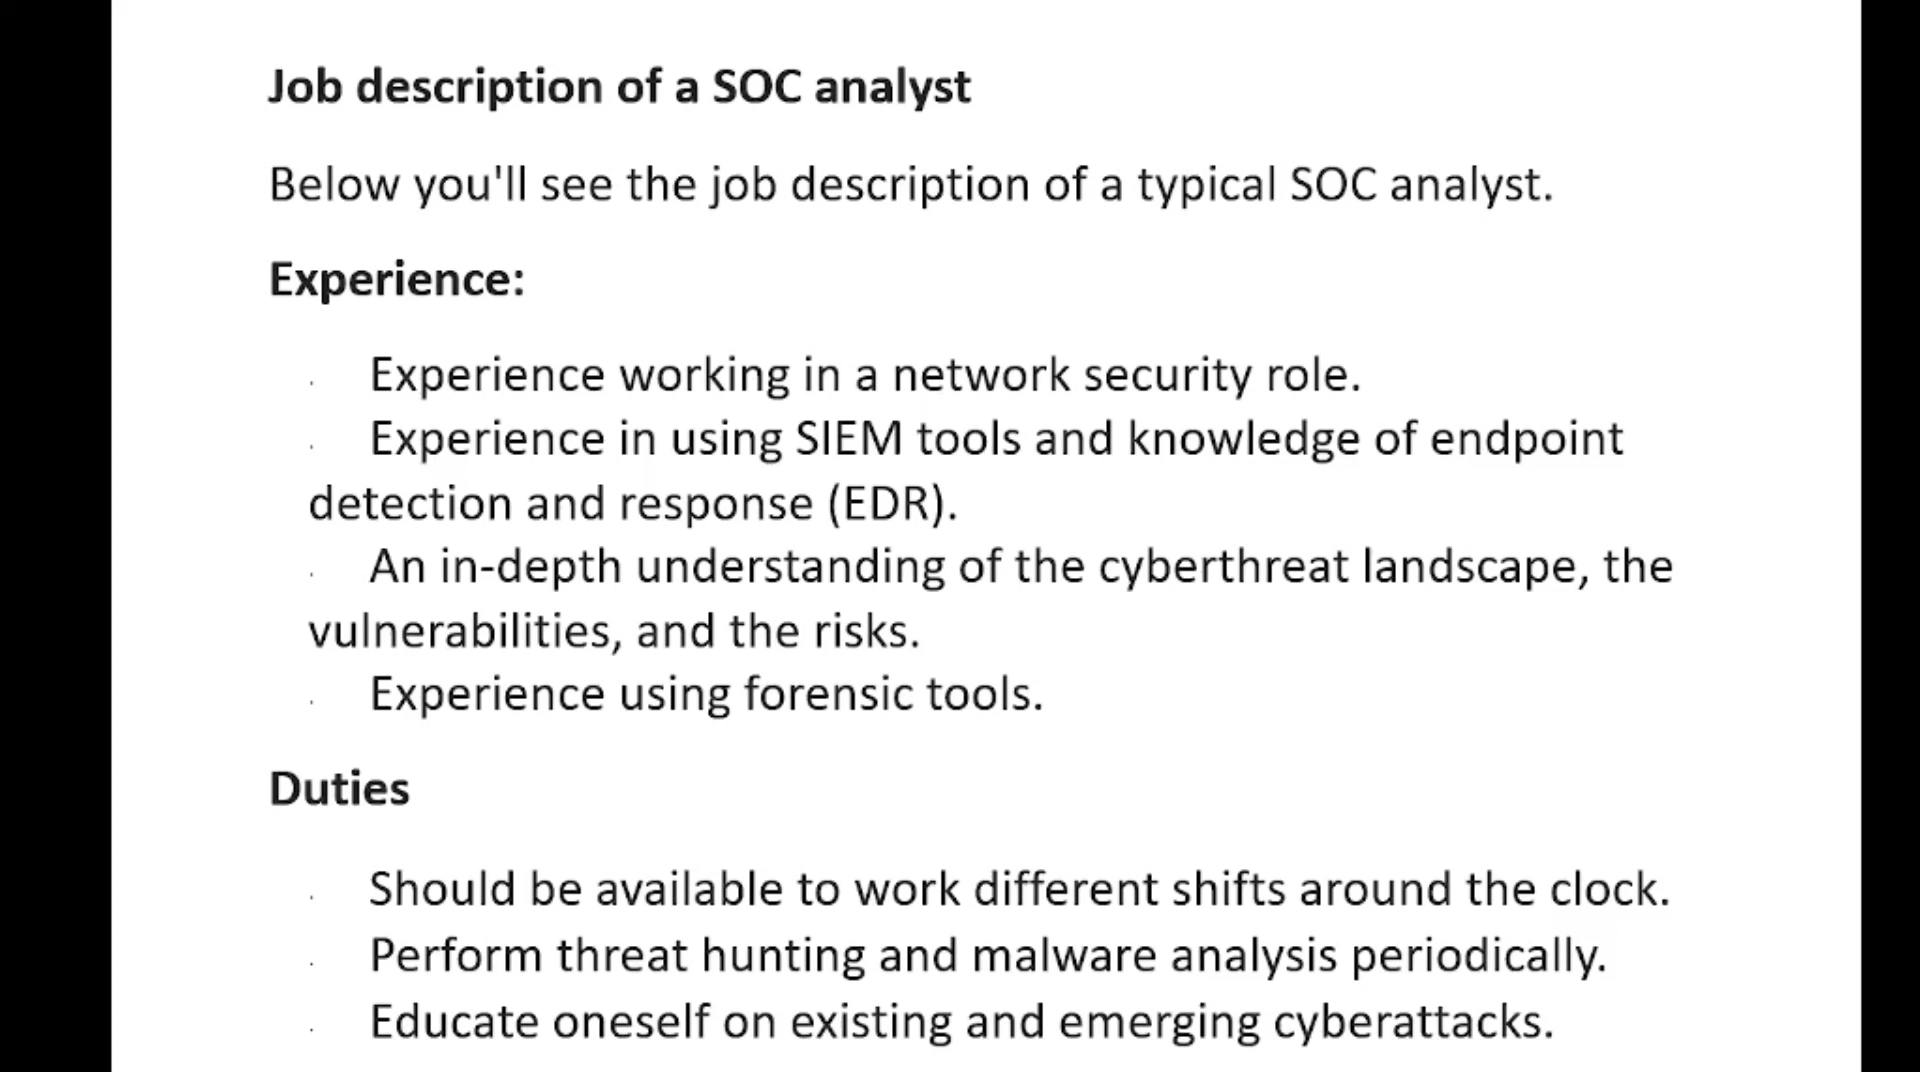 Job description of a SOC analyst
Below you'll see the job description of a typical SOC analyst.
Experience:
· Experience working in a network security role.
· Experience in using SIEM tools and knowledge of endpoint
detection and response (EDR).
· An in-depth understanding of the cyberthreat landscape, the
vulnerabilities, and the risks.
· Experience using forensic tools.
Duties
· Should be available to work different shifts around the clock.
· Perform threat hunting and malware analysis periodically.
· Educate oneself on existing and emerging cyberattacks.